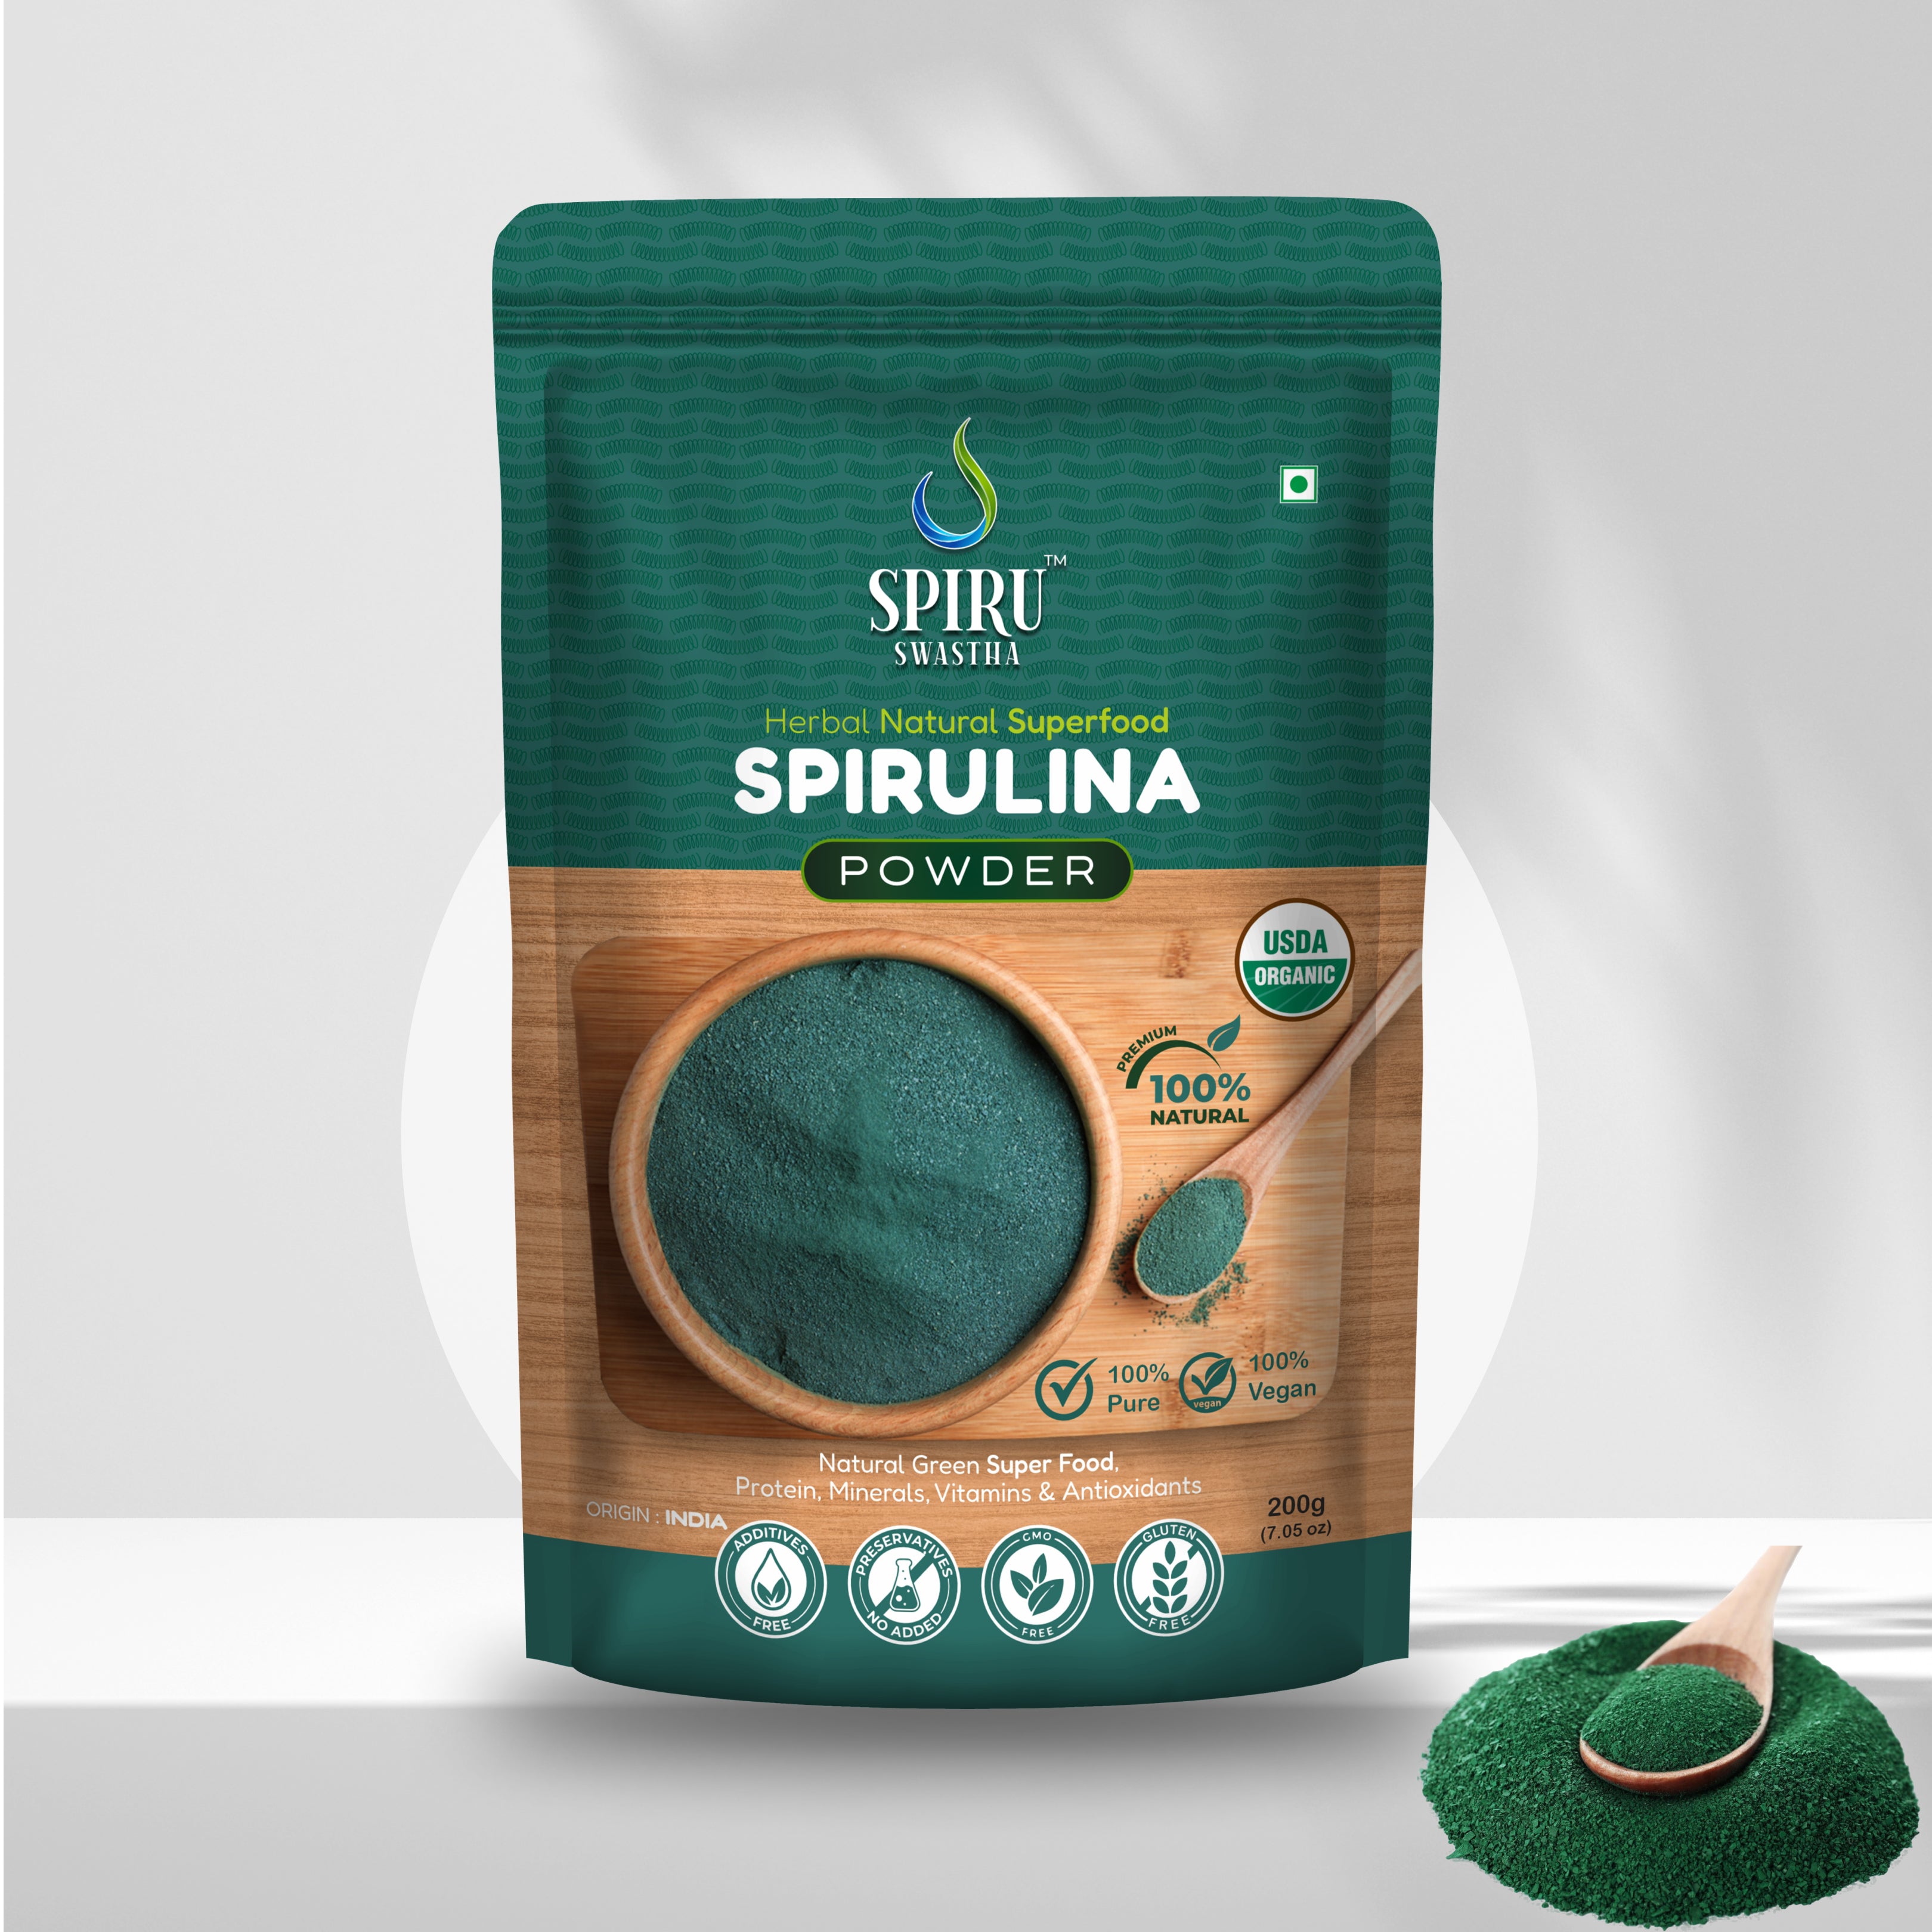 SPIRU™
SWASTHA
Herbal Natural Superfood
SPIRULINA
POWDER
USDA
ORGANIC
PREMIUM
100%
NATURAL
100%
Pure
vegan
100%
Vegan
Natural Green Super Food,
Protein, Minerals, Vitamins & Antioxidants
ORIGIN : INDIA
200g
(7.05 oz)
ADDITIVES
FREE
PRESERVATIVES
NO ADDED
GMO
FREE
GLUTEN
FREE